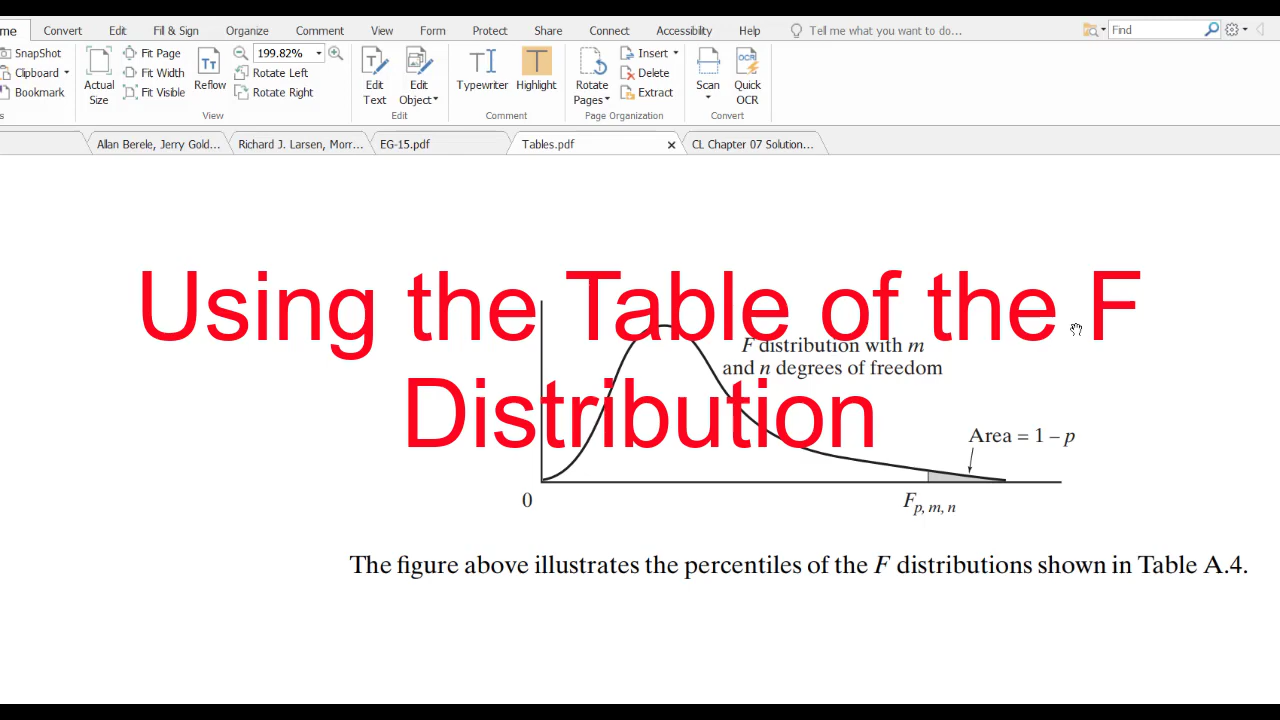 me Convert Edit Fill & Sign Organize Comment View Form Protect Share Connect Accessibility Help Tell me what you want to do... Find
SnapShot
Clipboard
Bookmark
s
Actual
Size
Fit Page
Fit Width
Fit Visible
Reflow
199.82%
Rotate Left
Rotate Right
View
Edit
Text
Edit
Object
Edit
Typewriter Highlight
Comment
Rotate
Pages
Insert
Delete
Extract
Page Organization
Scan
Quick
OCR
Convert
Allan Berele, Jerry Gold... Richard J. Larsen, Morr... EG-15.pdf Tables.pdf CL Chapter 07 Solution...
Using the Table of the F
Distribution
F distribution with m
and n degrees of freedom
Area = 1 – p
0
F p, m, n
The figure above illustrates the percentiles of the F distributions shown in Table A.4.